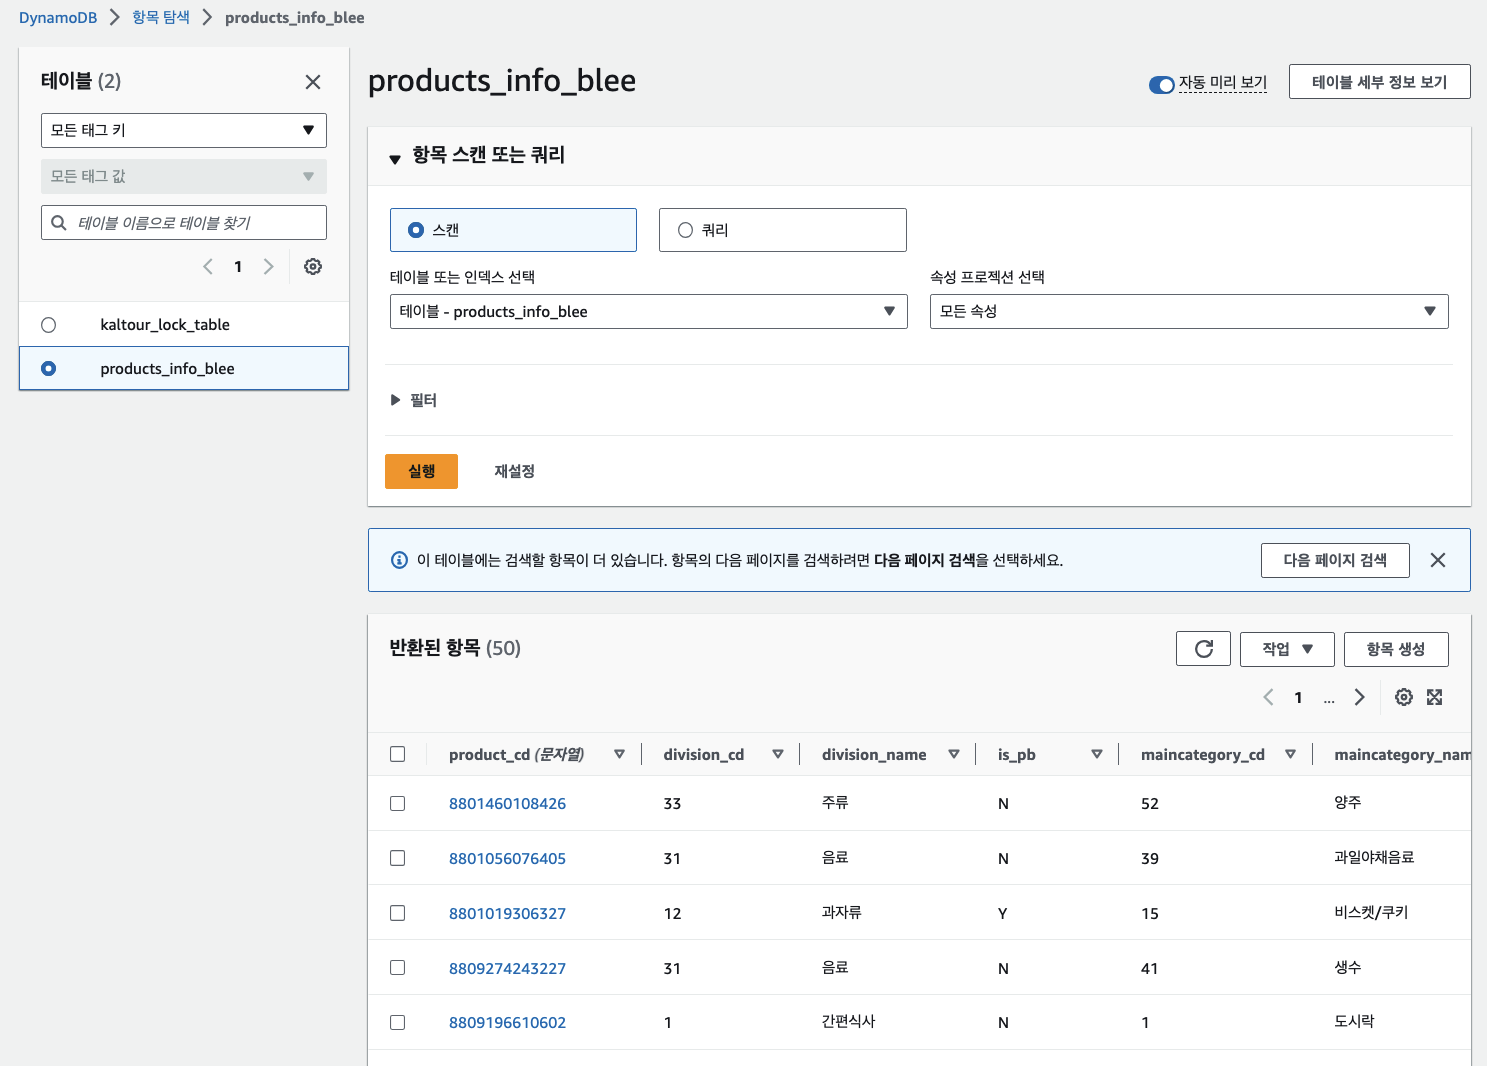 DynamoDB > 항목 탐색 > products_info_blee
테이블 (2)
모든 태그 키
모든 태그 값
테이블 이름으로 테이블 찾기
1
kaltour_lock_table
products_info_blee
products_info_blee
자동 미리 보기
테이블 세부 정보 보기
항목 스캔 또는 쿼리
스캔
쿼리
테이블 또는 인덱스 선택
속성 프로젝션 선택
테이블 - products_info_blee
모든 속성
필터
실행
재설정
이 테이블에는 검색할 항목이 더 있습니다. 항목의 다음 페이지를 검색하려면 다음 페이지 검색을 선택하세요.
다음 페이지 검색
반환된 항목 (50)
작업
항목 생성
1 ...
product_cd (문자열) division_cd division_name is_pb maincategory_cd maincategory_nam
8801460108426 33 주류 N 52 양주
8801056076405 31 음료 N 39 과일야채음료
8801019306327 12 과자류 Y 15 비스켓/쿠키
8809274243227 31 음료 N 41 생수
8809196610602 1 간편식사 N 1 도시락